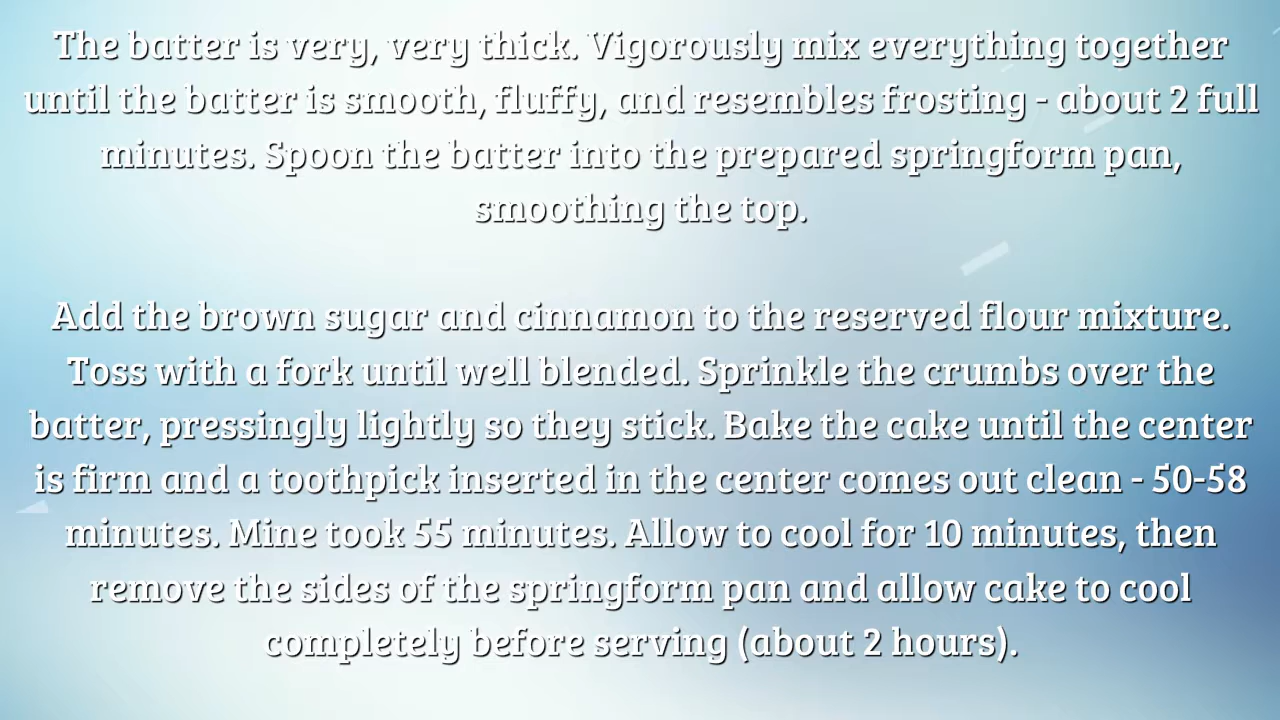 The batter is very, very thick. Vigorously mix everything together
until the batter is smooth, fluffy, and resembles frosting - about 2 full
minutes. Spoon the batter into the prepared springform pan,
smoothing the top.
Add the brown sugar and cinnamon to the reserved flour mixture.
Toss with a fork until well blended. Sprinkle the crumbs over the
batter, pressingly lightly so they stick. Bake the cake until the center
is firm and a toothpick inserted in the center comes out clean - 50-58
minutes. Mine took 55 minutes. Allow to cool for 10 minutes, then
remove the sides of the springform pan and allow cake to cool
completely before serving (about 2 hours).